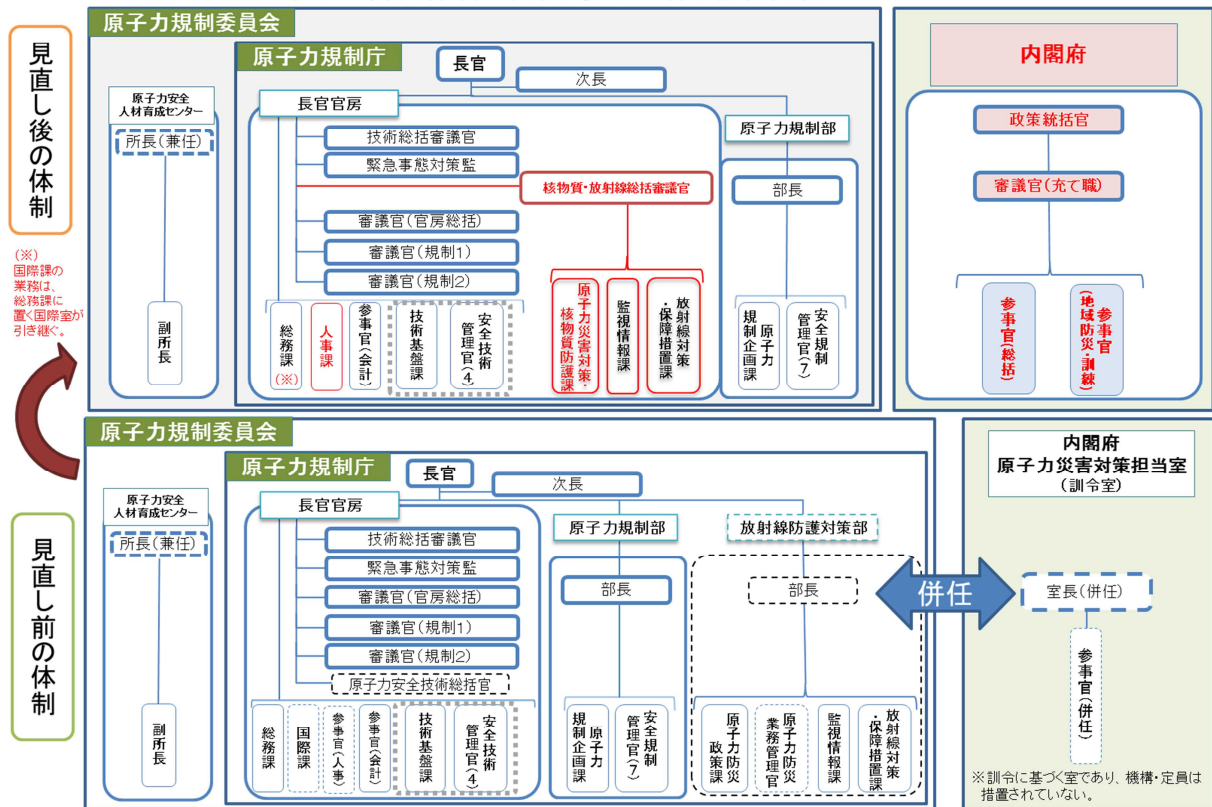 見直し後の体制
(※)
国際課の
業務は、
総務課に
置く国際室が
引き継ぐ。
原子力規制委員会
原子力安全
人材育成センター
所長(兼任)
副所長
原子力規制庁
長官
次長
長官官房
技術総括審議官
緊急事態対策監
核物質・放射線総括審議官
審議官(官房総括)
審議官(規制1)
審議官(規制2)
総務課
(※)
人事課
参事官(会計)
技術基盤課
安全技術
管理官(4)
原子力災害対策・
核物質防護課
監視情報課
放射線対策
・保障措置課
原子力規制部
部長
原子力
規制企画課
安全規制
管理官(7)
内閣府
政策統括官
審議官(充て職)
参事官(総括)
参事官
(地域防災・訓練)
見直し前の体制
原子力規制委員会
原子力安全
人材育成センター
所長(兼任)
副所長
原子力規制庁
長官
次長
長官官房
技術総括審議官
緊急事態対策監
審議官(官房総括)
審議官(規制1)
審議官(規制2)
原子力安全技術総括官
総務課
国際課
参事官(人事)
参事官(会計)
技術基盤課
安全技術
管理官(4)
原子力規制部
部長
原子力
規制企画課
安全規制
管理官(7)
放射線防護対策部
部長
原子力防災
政策課
原子力防災
業務管理官
監視情報課
放射線対策
・保障措置課
併任
内閣府
原子力災害対策担当室
(訓令室)
室長(併任)
参事官(併任)
※訓令に基づく室であり、機構・定員は
措置されていない。